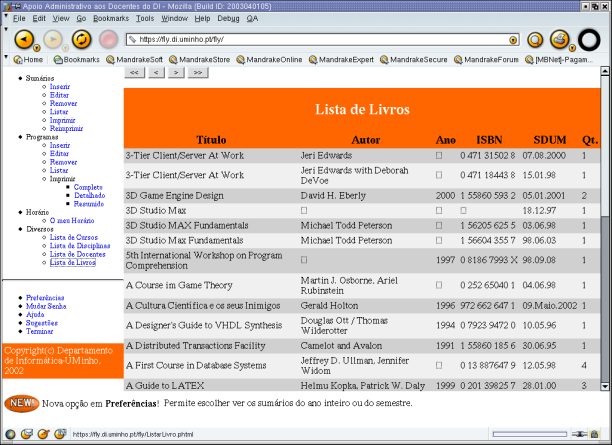 Apoio Administrativo aos Docentes do DI - Mozilla {Build ID: 2003040105}
File Edit View Go Bookmarks Tools Window Help Debug QA
https://fly.di.uminho.pt/fly/
Home Bookmarks MandrakeSoft MandrakeStore MandrakeOnline MandrakeExpert MandrakeSecure MandrakeForum [MBNet]-Pagam...
<< < > >>
Sumários
Inserir
Editar
Remover
Listar
Imprimir
Reimprimir
Programas
Inserir
Editar
Remover
Listar
Imprimir
Completo
Detalhado
Resumido
Horário
O meu Horário
Diversos
Lista de Cursos
Lista de Disciplinas
Lista de Docentes
Lista de Livros
Preferências
Mudar Senha
Ajuda
Sugestões
Terminar
Copyright(c) Departamento
de Informática-UMinho,
2002
Lista de Livros
Título Autor Ano ISBN SDUM Qt.
3-Tier Client/Server At Work Jeri Edwards 0 471 31502 8 07.08.2000 1
3-Tier Client/Server At Work Jeri Edwards with Deborah DeVoe 0 471 18443 8 15.01.98 1
3D Game Engine Design David H. Eberly 2000 1 55860 593 2 05.01.2001 2
3D Studio Max 18.12.97 1
3D Studio MAX Fundamentals Michael Todd Peterson 1 56205 625 5 03.06.98 1
3D Studio Max Fundamentals Michael Todd Peterson 1 56604 355 7 98.06.03 1
5th International Workshop on Program Comprehension 1997 0 8186 7993 X 98.09.08 1
A Course im Game Theory Martin J. Osborne, Ariel Rubinstein 0 252 65040 1 04.06.98 1
A Cultura Científica e os seus Inimigos Gerald Holton 1996 972 662 647 1 09.Maio.2002 1
A Designer's Guide to VHDL Synthesis Douglas Ott / Thomas Wilderotter 1994 0 7923 9472 0 10.05.96 1
A Distributed Transactions Facility Camelot and Avalon 1991 1 55860 185 6 30.06.95 1
A First Course in Database Systems Jeffrey D. Ullman, Jennifer Widom 0 13 887647 9 12.05.98 4
A Guide to LATEX Helmu Kopka, Patrick W. Daly 1999 0 201 39825 7 28.01.00 3
NEW! Nova opção em Preferências! Permite escolher ver os sumários do ano inteiro ou do semestre.
https://fly.di.uminho.pt/fly/ListarLivro.phtml